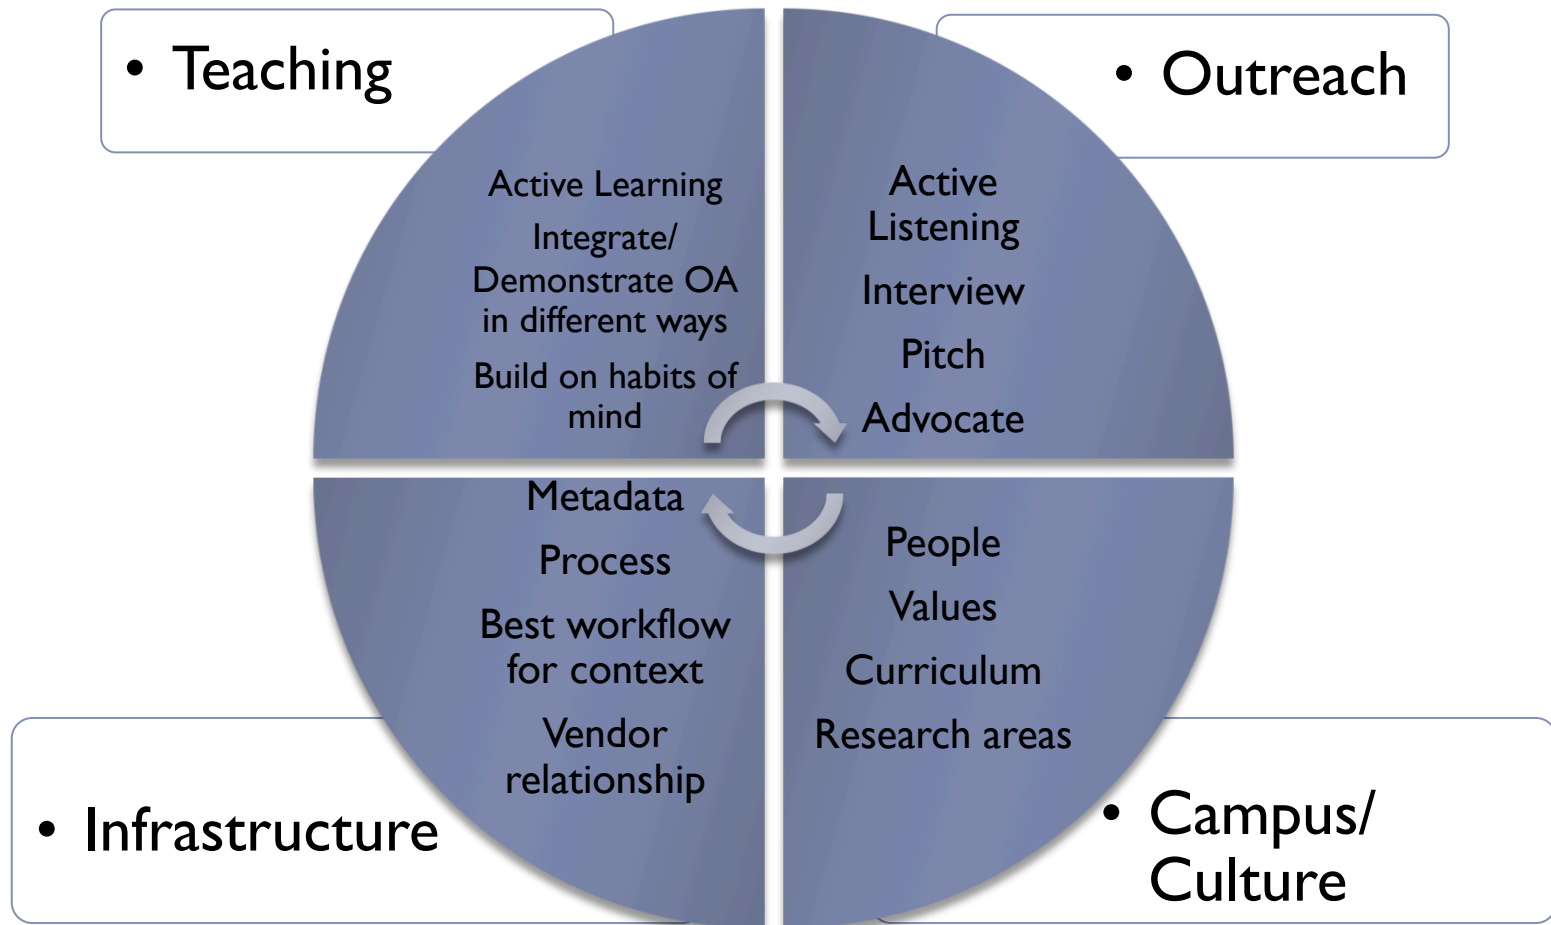 • Teaching
Active Learning
Integrate/
Demonstrate OA
in different ways
Build on habits of
mind
• Outreach
Active
Listening
Interview
Pitch
Advocate
Metadata
Process
Best workflow
for context
Vendor
relationship
• Infrastructure
People
Values
Curriculum
Research areas
• Campus/
Culture